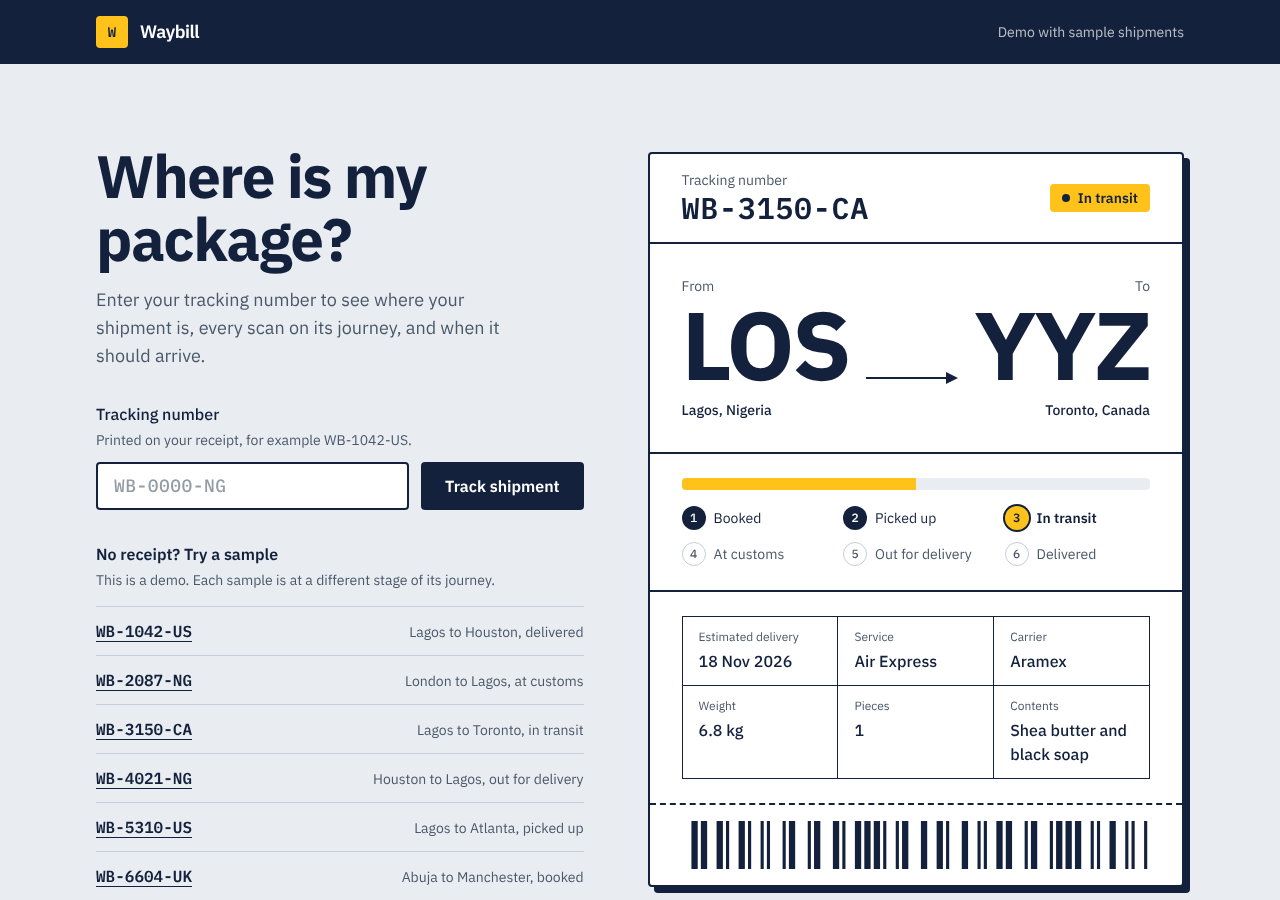 W Waybill
Demo with sample shipments
Where is my
package?
Enter your tracking number to see where your
shipment is, every scan on its journey, and when it
should arrive.
Tracking number
Printed on your receipt, for example WB-1042-US.
WB-0000-NG
Track shipment
No receipt? Try a sample
This is a demo. Each sample is at a different stage of its journey.
WB-1042-US Lagos to Houston, delivered
WB-2087-NG London to Lagos, at customs
WB-3150-CA Lagos to Toronto, in transit
WB-4021-NG Houston to Lagos, out for delivery
WB-5310-US Lagos to Atlanta, picked up
WB-6604-UK Abuja to Manchester, booked
Tracking number
WB-3150-CA
In transit
From To
LOS YYZ
Lagos, Nigeria Toronto, Canada
1 Booked 2 Picked up 3 In transit
4 At customs 5 Out for delivery 6 Delivered
Estimated delivery Service Carrier
18 Nov 2026 Air Express Aramex
Weight Pieces Contents
6.8 kg 1 Shea butter and
black soap